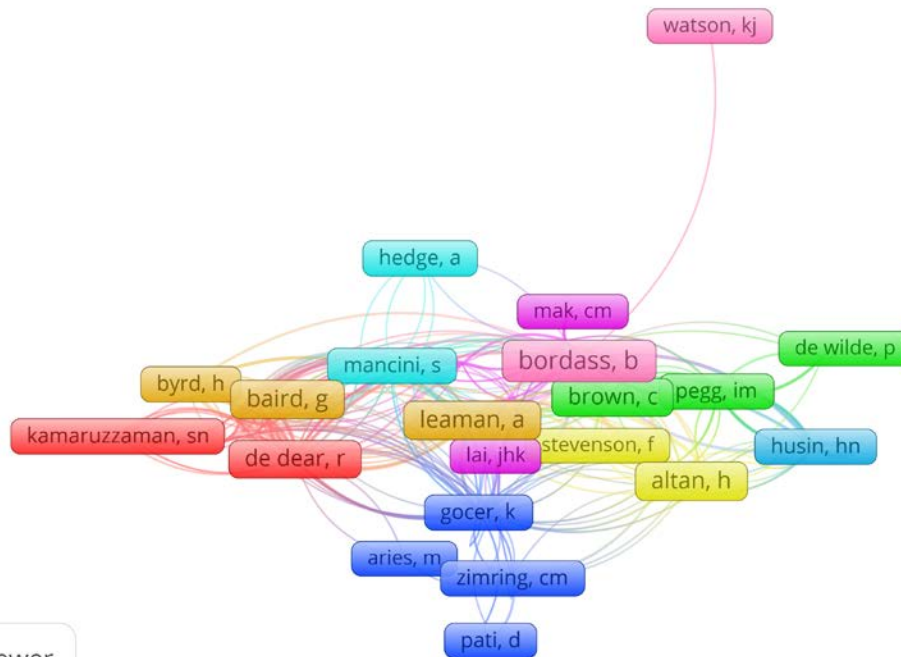 watson, kj
hedge, a
mak, cm
bordass, b
de wilde, p
mancini, s
byrd, h
baird, g
brown, c
pegg, im
leaman, a
kamaruzzaman, sn
de dear, r
lai, jhk
stevenson, f
husin, hn
altan, h
gocer, k
aries, m
zimring, cm
pati, d